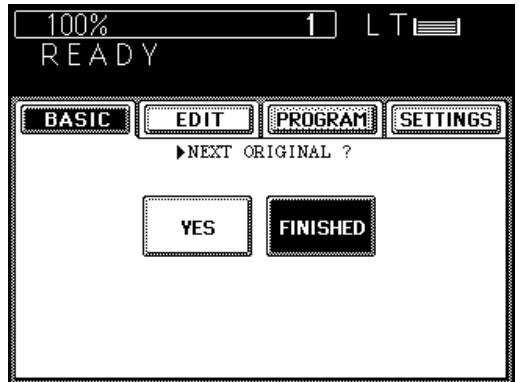 100% 1 LT
READY
BASIC EDIT PROGRAM SETTINGS
▶NEXT ORIGINAL ?
YES FINISHED